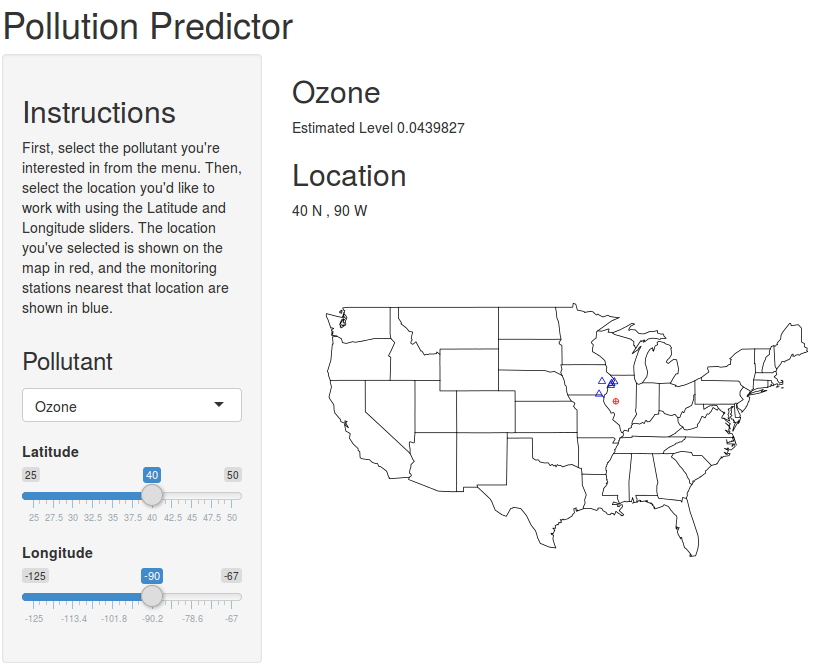 Pollution Predictor
Instructions
First, select the pollutant you're
interested in from the menu. Then,
select the location you'd like to
work with using the Latitude and
Longitude sliders. The location
you've selected is shown on the
map in red, and the monitoring
stations nearest that location are
shown in blue.
Pollutant
Ozone
Latitude
25 40 50
25 27.5 30 32.5 35 37.5 40 42.5 45 47.5 50
Longitude
-125 -90 -67
-125 -113.4 -101.8 -90.2 -78.6 -67
Ozone
Estimated Level 0.0439827
Location
40 N , 90 W